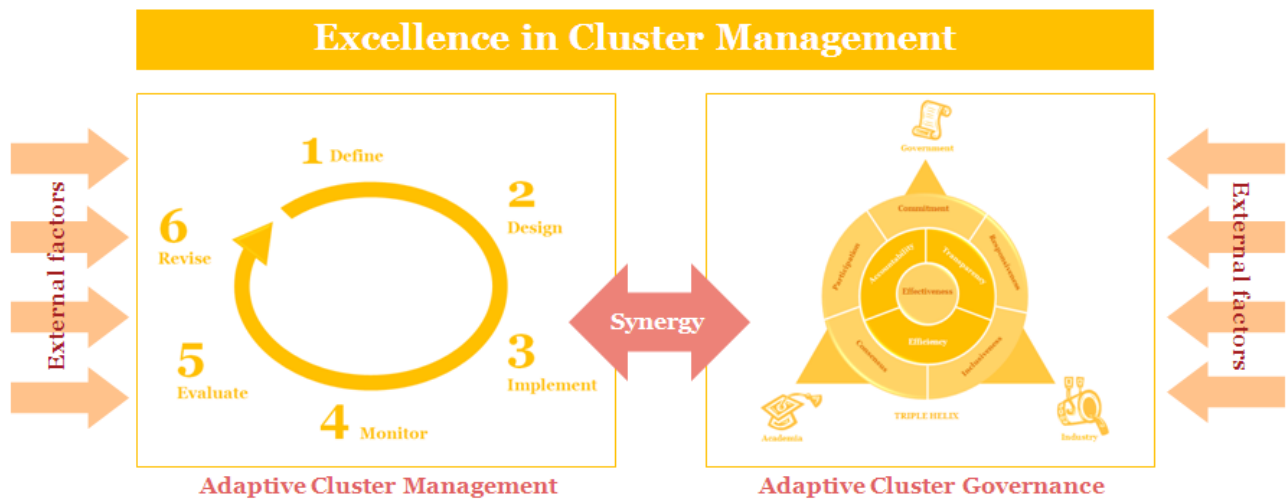 Excellence in Cluster Management
External factors
1 Define
2
Design
3
Implement
4 Monitor
5
Evaluate
6
Revise
Adaptive Cluster Management
Synergy
Government
Commitment
Responsiveness
Inclusiveness
Consensus
Participation
Accountability
Transparency
Efficiency
Effectiveness
Academia
TRIPLE HELIX
Industry
Adaptive Cluster Governance
External factors